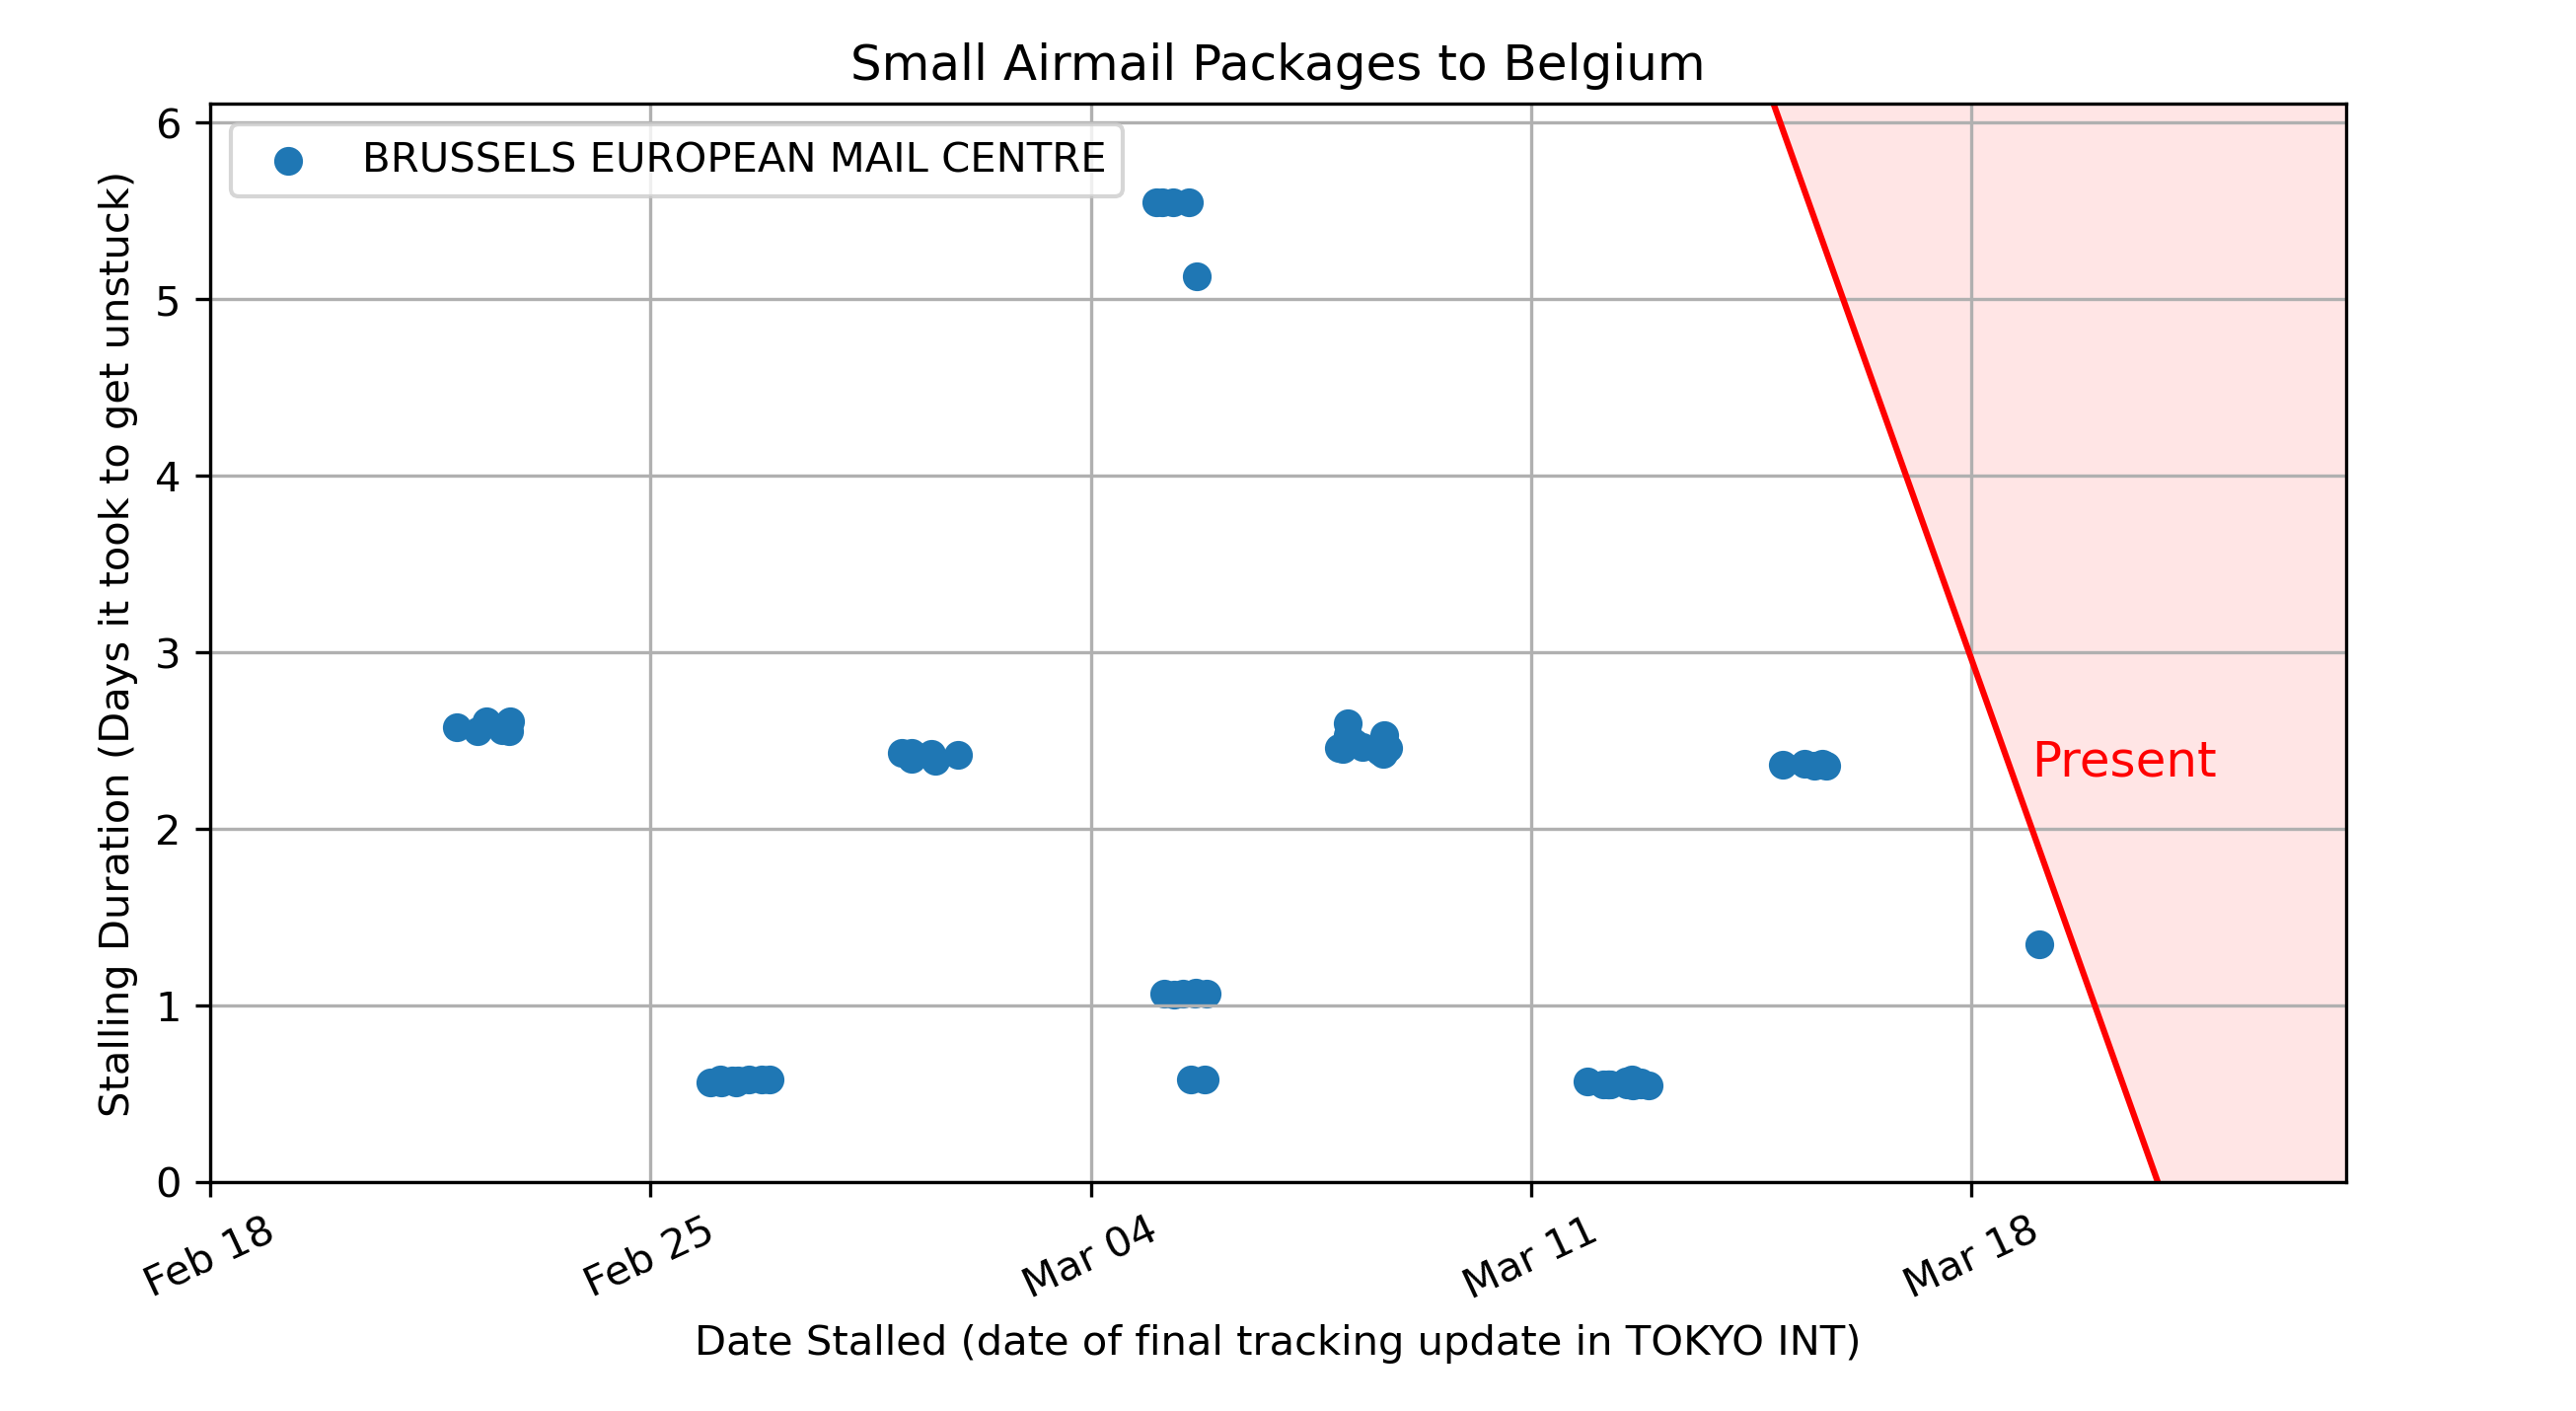 Small Airmail Packages to Belgium
BRUSSELS EUROPEAN MAIL CENTRE
Stalling Duration (Days it took to get unstuck)
6
5
4
3
2
1
0
Present
Feb 18
Feb 25
Mar 04
Mar 11
Mar 18
Date Stalled (date of final tracking update in TOKYO INT)